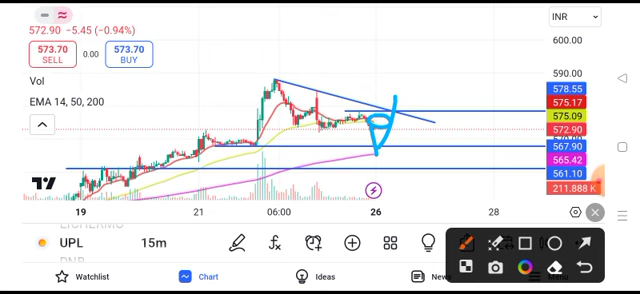 572.90 −5.45 (−0.94%)
INR
600.00
590.00
573.70
SELL
0.00
573.70
BUY
Vol
EMA 14, 50, 200
578.55
575.17
575.09
572.90
567.90
565.42
561.10
211.888 K
19
21
06:00
26
28
UPL
15m
Watchlist
Chart
Ideas
News